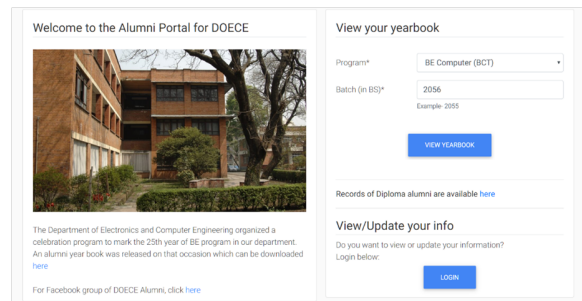 Welcome to the Alumni Portal for DOECE
The Department of Electronics and Computer Engineering organized a
celebration program to mark the 25th year of BE program in our department.
An alumni year book was released on that occasion which can be downloaded
here
For Facebook group of DOECE Alumni, click here
View your yearbook
Program*
BE Computer (BCT)
Batch (in BS)*
2056
Example- 2055
VIEW YEARBOOK
Records of Diploma alumni are available here
View/Update your info
Do you want to view or update your information?
Login below:
LOGIN